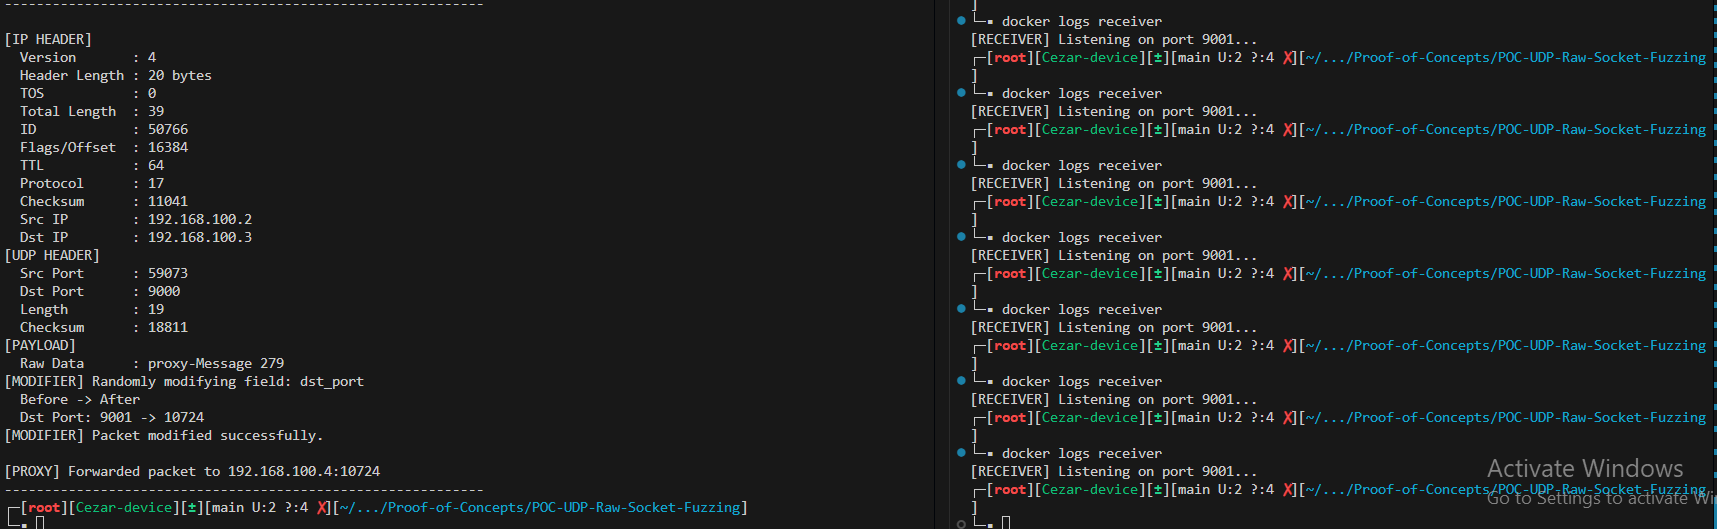 ------------------------------------------------------------
[IP HEADER]
  Version       : 4
  Header Length : 20 bytes
  TOS           : 0
  Total Length  : 39
  ID            : 50766
  Flags/Offset  : 16384
  TTL           : 64
  Protocol      : 17
  Checksum      : 11041
  Src IP        : 192.168.100.2
  Dst IP        : 192.168.100.3
[UDP HEADER]
  Src Port      : 59073
  Dst Port      : 9000
  Length        : 19
  Checksum      : 18811
[PAYLOAD]
  Raw Data      : proxy-Message 279
[MODIFIER] Randomly modifying field: dst_port
  Before -> After
  Dst Port: 9001 -> 10724
[MODIFIER] Packet modified successfully.
[PROXY] Forwarded packet to 192.168.100.4:10724
------------------------------------------------------------
┌─[root][Cezar-device][±][main U:2 ?:4 ✗][~/.../Proof-of-Concepts/POC-UDP-Raw-Socket-Fuzzing]
└─▪
]
└─▪ docker logs receiver
[RECEIVER] Listening on port 9001...
┌─[root][Cezar-device][±][main U:2 ?:4 ✗][~/.../Proof-of-Concepts/POC-UDP-Raw-Socket-Fuzzing
]
└─▪ docker logs receiver
[RECEIVER] Listening on port 9001...
┌─[root][Cezar-device][±][main U:2 ?:4 ✗][~/.../Proof-of-Concepts/POC-UDP-Raw-Socket-Fuzzing
]
└─▪ docker logs receiver
[RECEIVER] Listening on port 9001...
┌─[root][Cezar-device][±][main U:2 ?:4 ✗][~/.../Proof-of-Concepts/POC-UDP-Raw-Socket-Fuzzing
]
└─▪ docker logs receiver
[RECEIVER] Listening on port 9001...
┌─[root][Cezar-device][±][main U:2 ?:4 ✗][~/.../Proof-of-Concepts/POC-UDP-Raw-Socket-Fuzzing
]
└─▪ docker logs receiver
[RECEIVER] Listening on port 9001...
┌─[root][Cezar-device][±][main U:2 ?:4 ✗][~/.../Proof-of-Concepts/POC-UDP-Raw-Socket-Fuzzing
]
└─▪ docker logs receiver
[RECEIVER] Listening on port 9001...
┌─[root][Cezar-device][±][main U:2 ?:4 ✗][~/.../Proof-of-Concepts/POC-UDP-Raw-Socket-Fuzzing
]
└─▪ docker logs receiver
[RECEIVER] Listening on port 9001...
┌─[root][Cezar-device][±][main U:2 ?:4 ✗][~/.../Proof-of-Concepts/POC-UDP-Raw-Socket-Fuzzing
]
└─▪
Activate Windows
Go to Settings to activate Wi